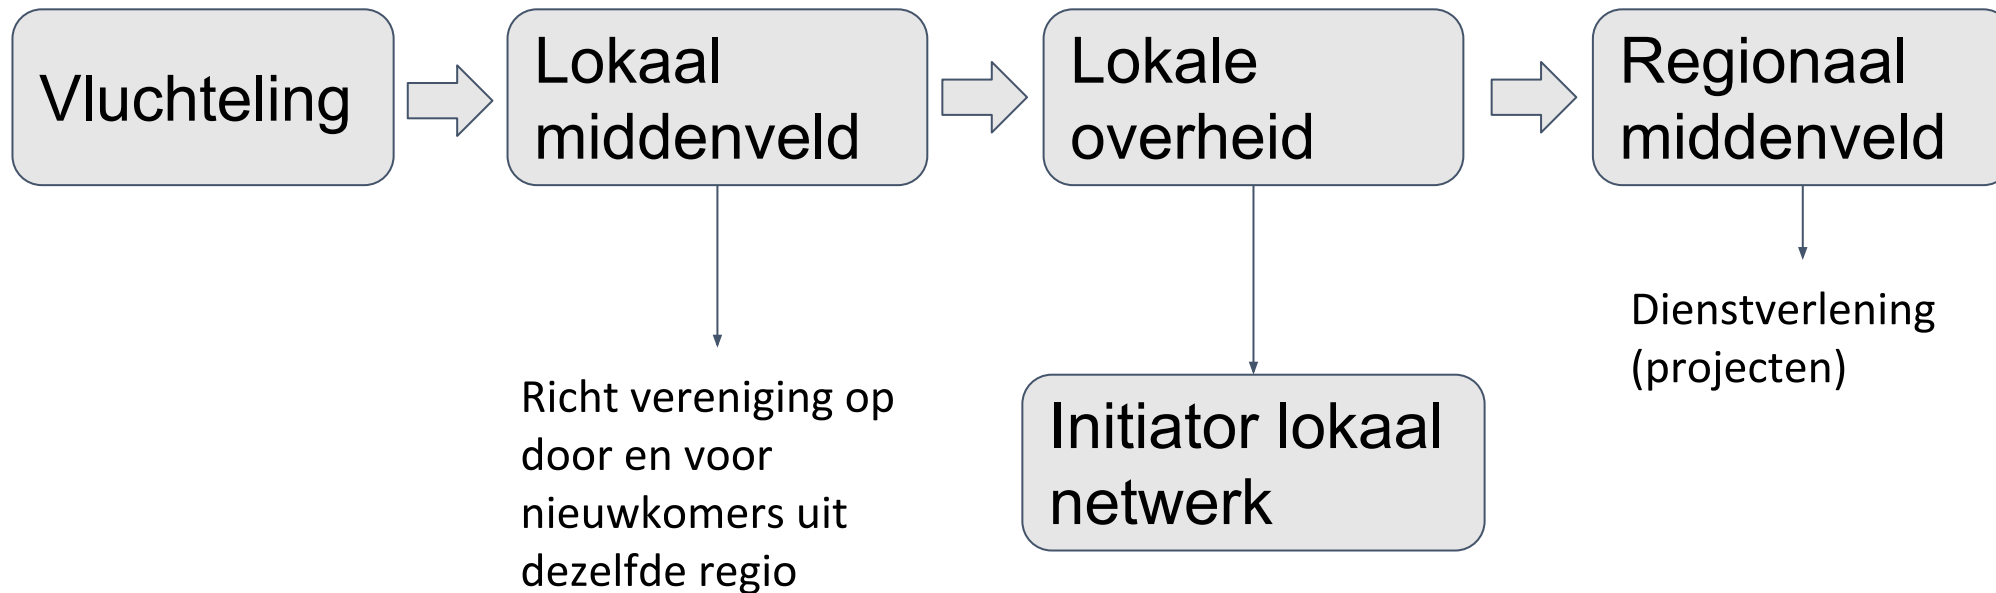 Vluchteling
Lokaal
middenveld
Lokale
overheid
Regionaal
middenveld
Richt vereniging op
door en voor
nieuwkomers uit
dezelfde regio
Initiator lokaal
netwerk
Dienstverlening
(projecten)